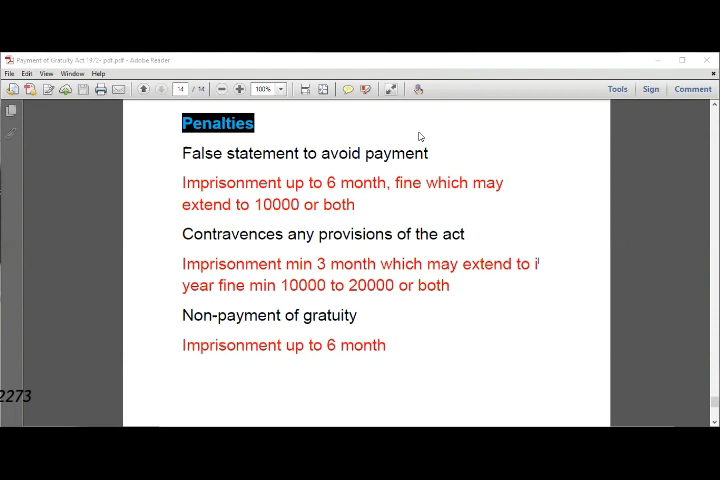 Payment of Gratuity Act 1972- pdf.pdf - Adobe Reader
File Edit View Window Help
14 / 14 100% Tools Sign Comment
Penalties
False statement to avoid payment
Imprisonment up to 6 month, fine which may
extend to 10000 or both
Contravences any provisions of the act
Imprisonment min 3 month which may extend to i
year fine min 10000 to 20000 or both
Non-payment of gratuity
Imprisonment up to 6 month
2273